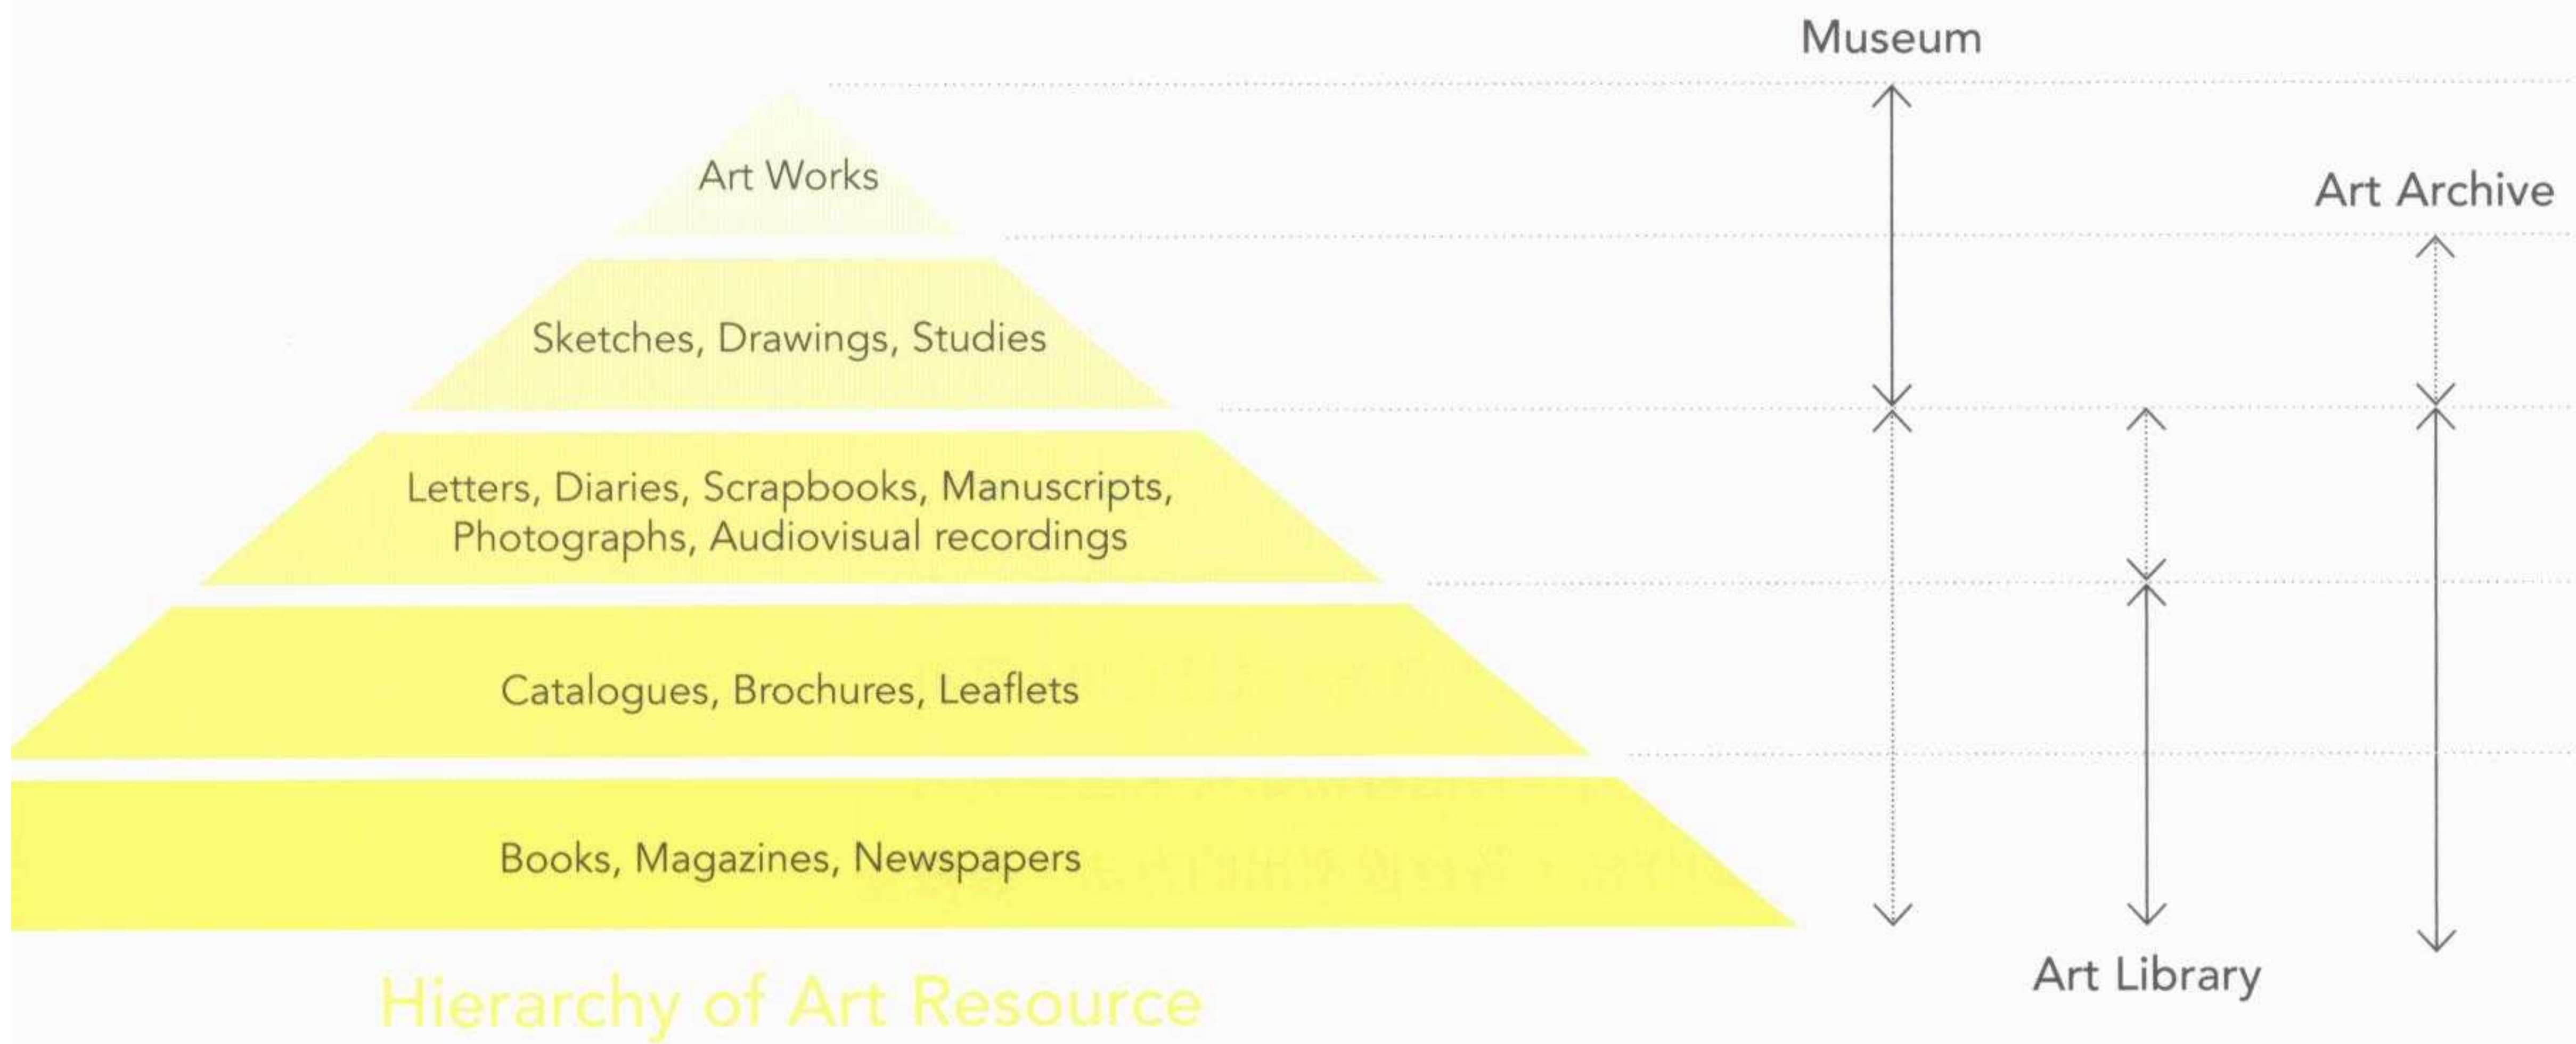 Museum
Art Works
Art Archive
Sketches, Drawings, Studies
Letters, Diaries, Scrapbooks, Manuscripts,
Photographs, Audiovisual recordings
Catalogues, Brochures, Leaflets
Books, Magazines, Newspapers
Art Library
Hierarchy of Art Resource